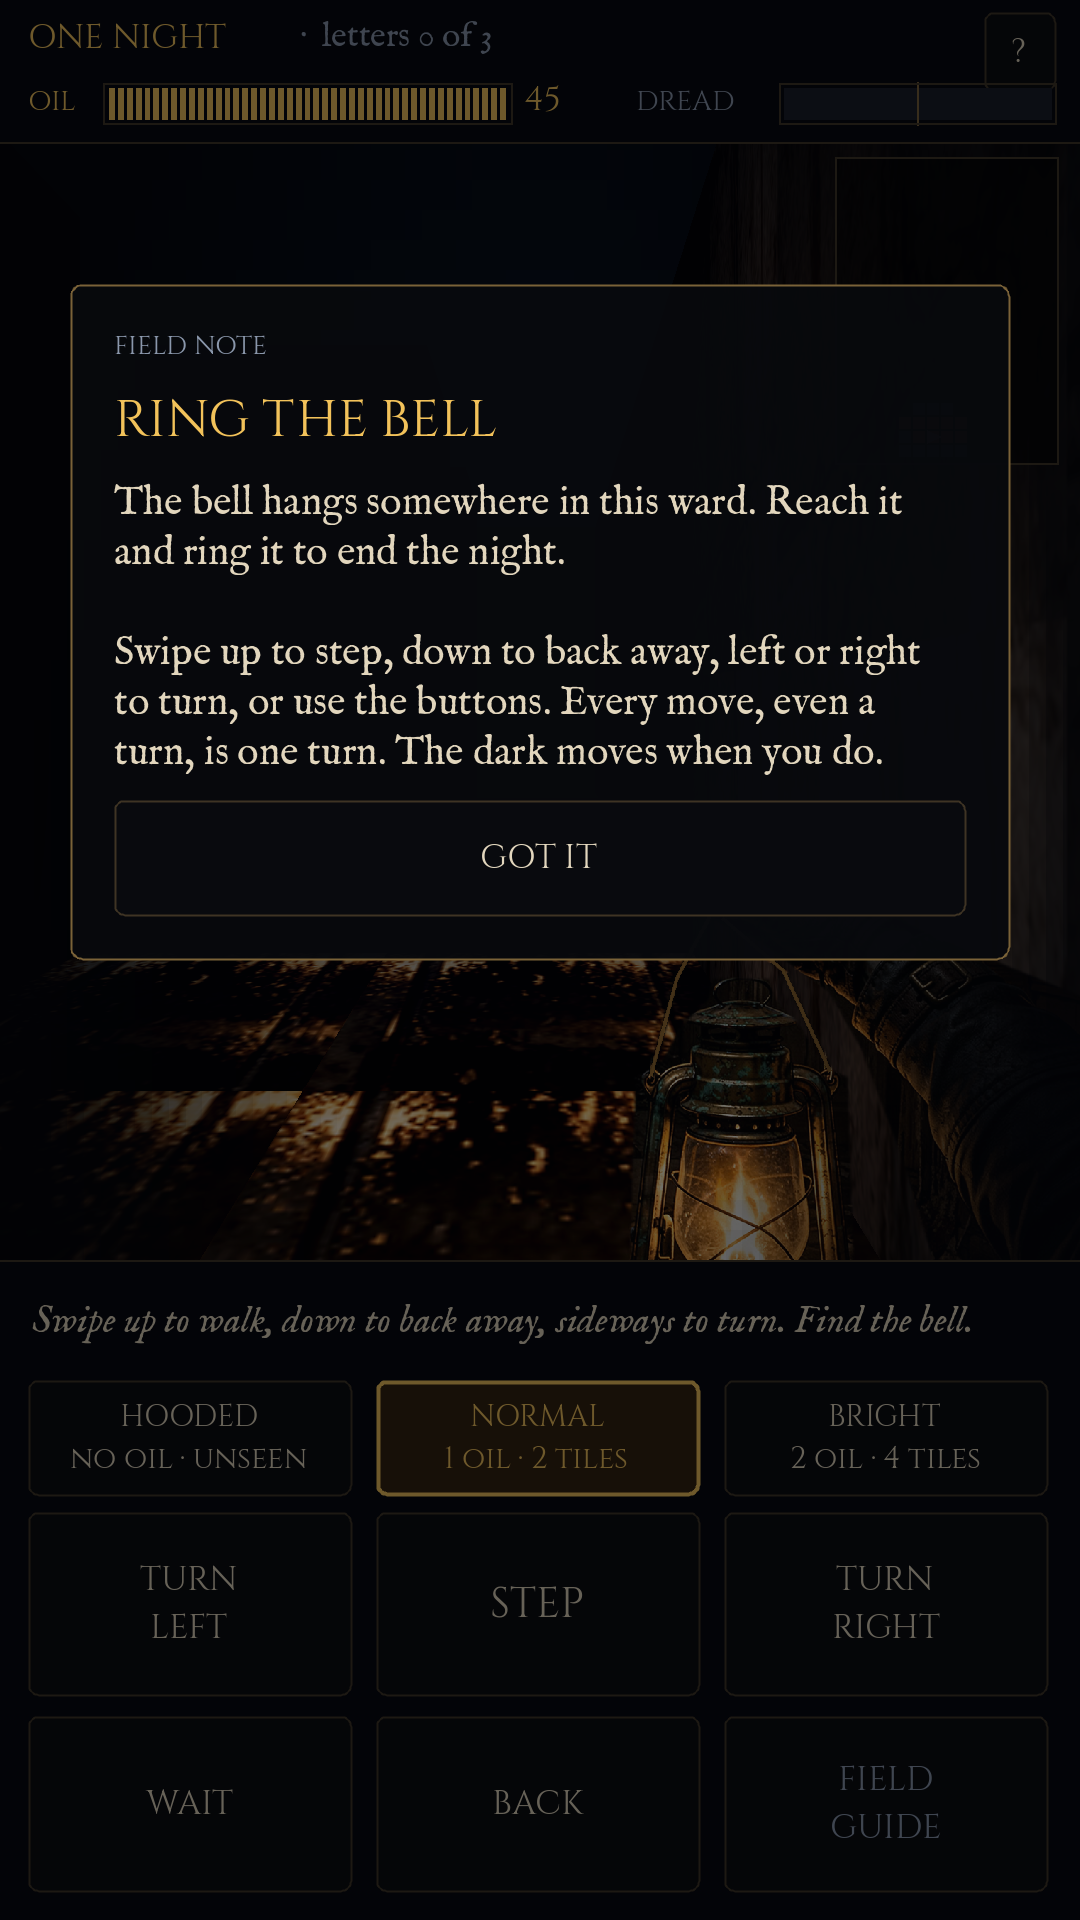 ONE NIGHT · letters 0 of 3
?
OIL 45 DREAD
FIELD NOTE
RING THE BELL
The bell hangs somewhere in this ward. Reach it
and ring it to end the night.
Swipe up to step, down to back away, left or right
to turn, or use the buttons. Every move, even a
turn, is one turn. The dark moves when you do.
GOT IT
Swipe up to walk, down to back away, sideways to turn. Find the bell.
HOODED
NO OIL · UNSEEN
NORMAL
1 OIL · 2 TILES
BRIGHT
2 OIL · 4 TILES
TURN
LEFT
STEP
TURN
RIGHT
WAIT
BACK
FIELD
GUIDE